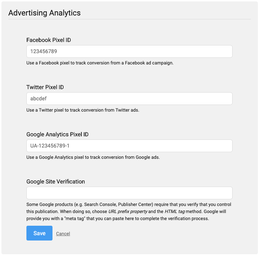 Advertising Analytics
Facebook Pixel ID
123456789
Use a Facebook pixel to track conversion from a Facebook ad campaign.
Twitter Pixel ID
abcdef
Use a Twitter pixel to track conversion from Twitter ads.
Google Analytics Pixel ID
UA-123456789-1
Use a Google Analytics pixel to track conversion from Google ads.
Google Site Verification
Some Google products (e.g. Search Console, Publisher Center) require that you verify that you control
this publication. When doing so, choose URL prefix property and the HTML tag method. Google will
provide you with a "meta tag" that you can paste here to complete the verification process.
Save Cancel